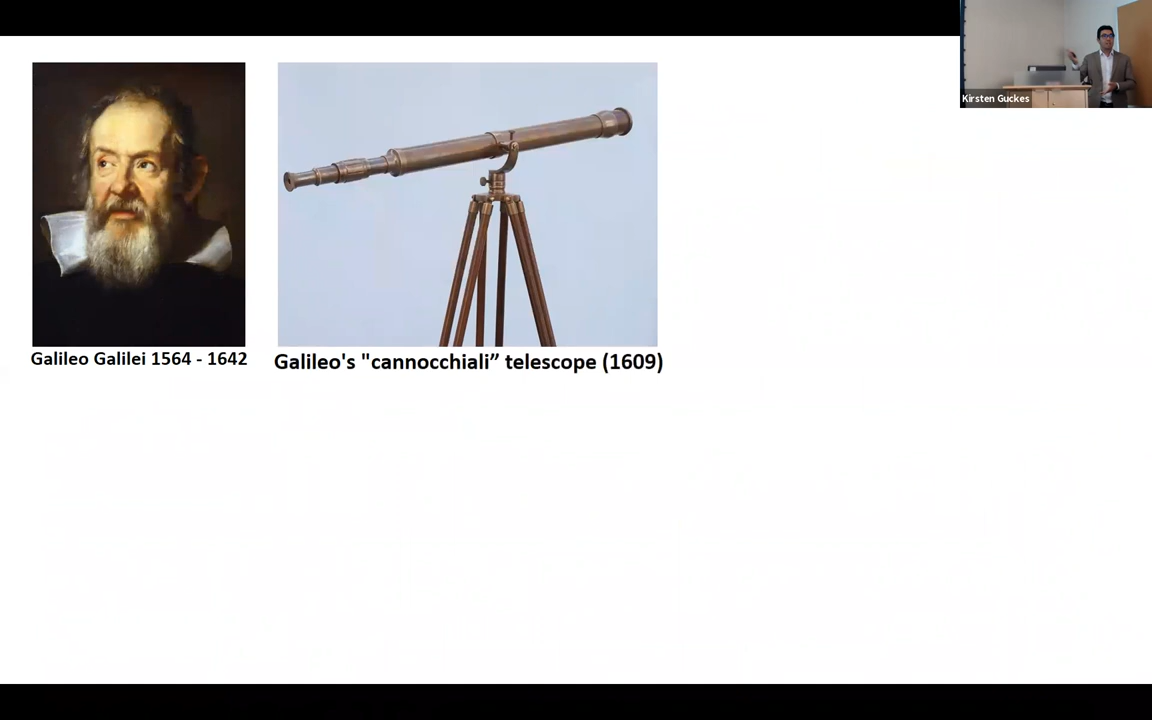 Kirsten Guckes
Galileo Galilei 1564 - 1642
Galileo's "cannocchiali” telescope (1609)